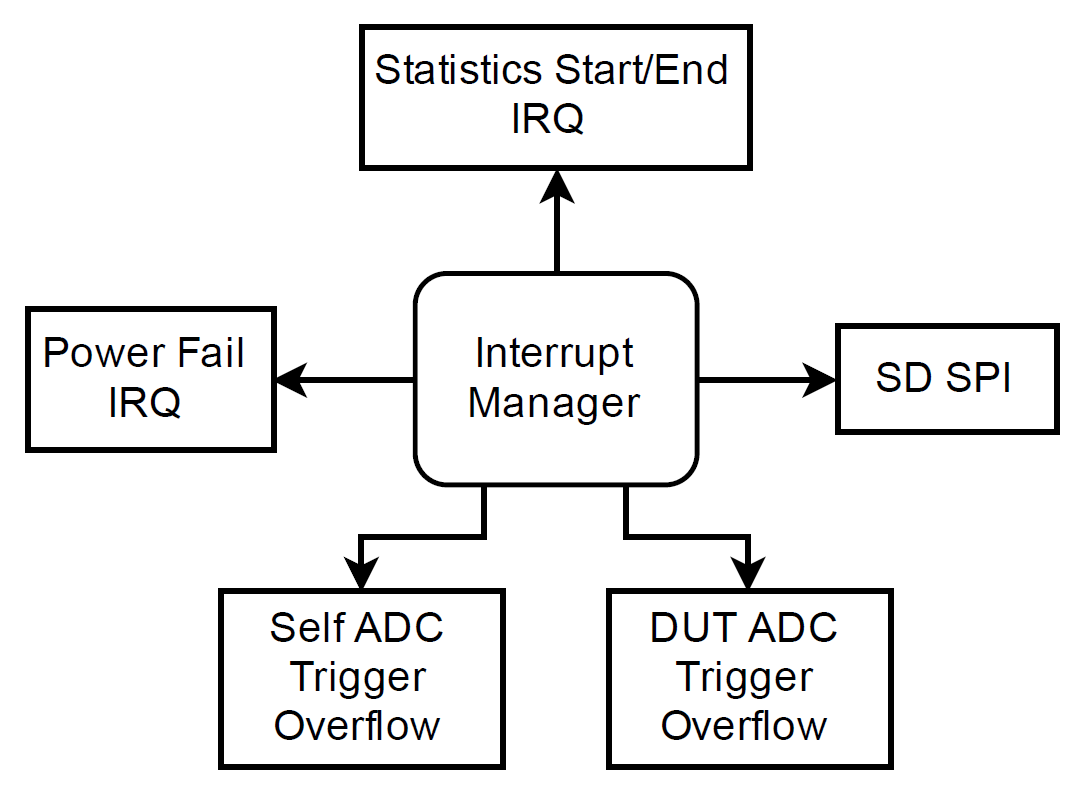 Statistics Start/End
IRQ
Power Fail
IRQ
Interrupt
Manager
SD SPI
Self ADC
Trigger
Overflow
DUT ADC
Trigger
Overflow